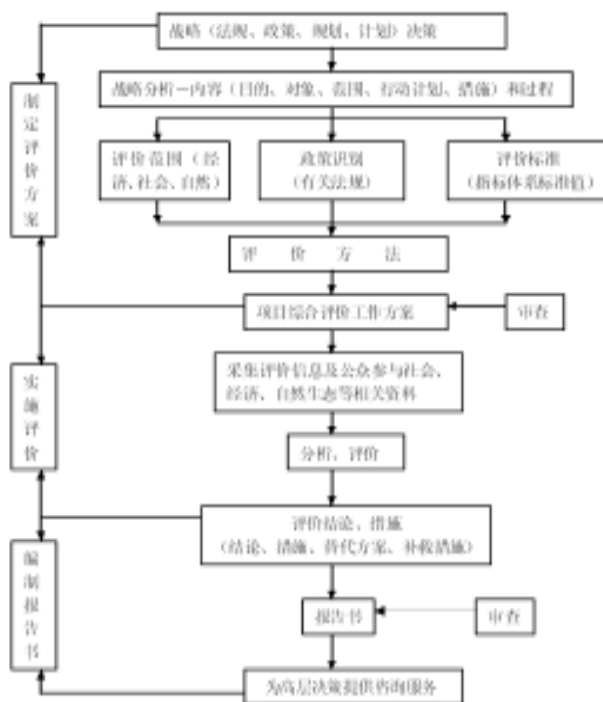 战略（法规、政策、规划、计划）决策
战略分析－内容（目的、对象、范围、行动计划、措施）和过程
制定评价方案
评价范围（经
济、社会、自然）
政策识别
（有关法规）
评价标准
（指标体系标准值）
评 价 方 法
项目综合评价工作方案
审查
采集评价信息及公众参与社会、
经济、自然生态等相关资料
实施评价
分析、评价
评价结论、措施
（结论、措施、替代方案、补救措施）
编制报告书
报告书
审查
为高层决策提供咨询服务